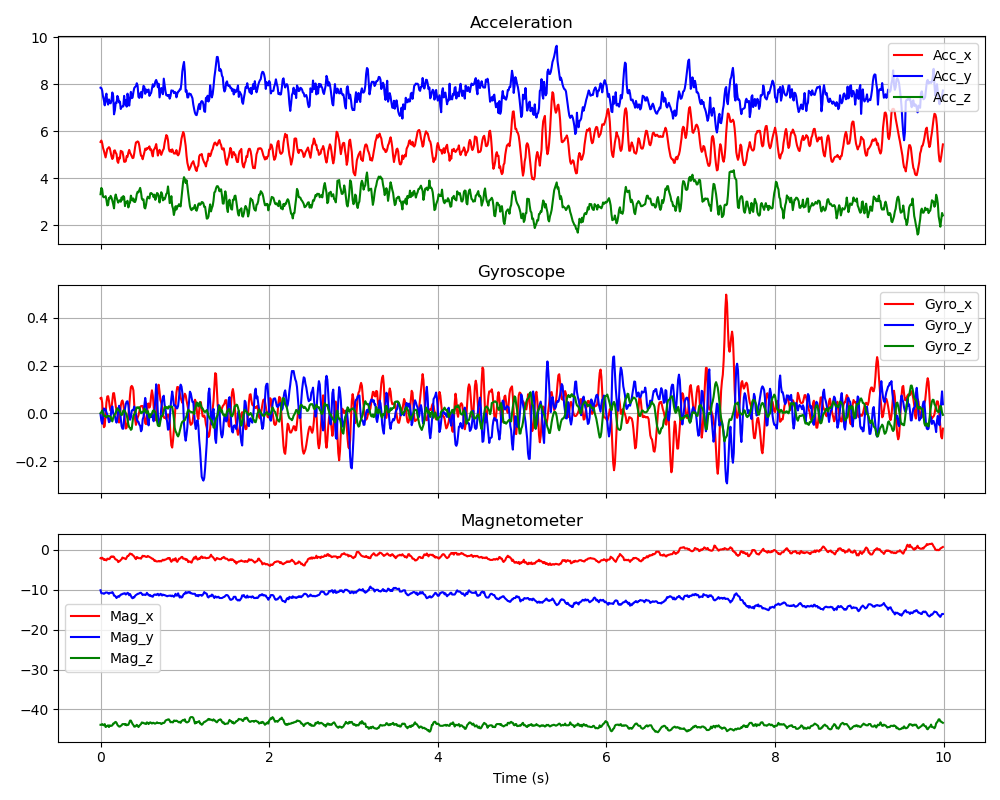 Acceleration
10
8
6
4
2
Acc_x
Acc_y
Acc_z
Gyroscope
0.4
0.2
0.0
−0.2
Gyro_x
Gyro_y
Gyro_z
Magnetometer
0
−10
−20
−30
−40
Mag_x
Mag_y
Mag_z
0 2 4 6 8 10
Time (s)